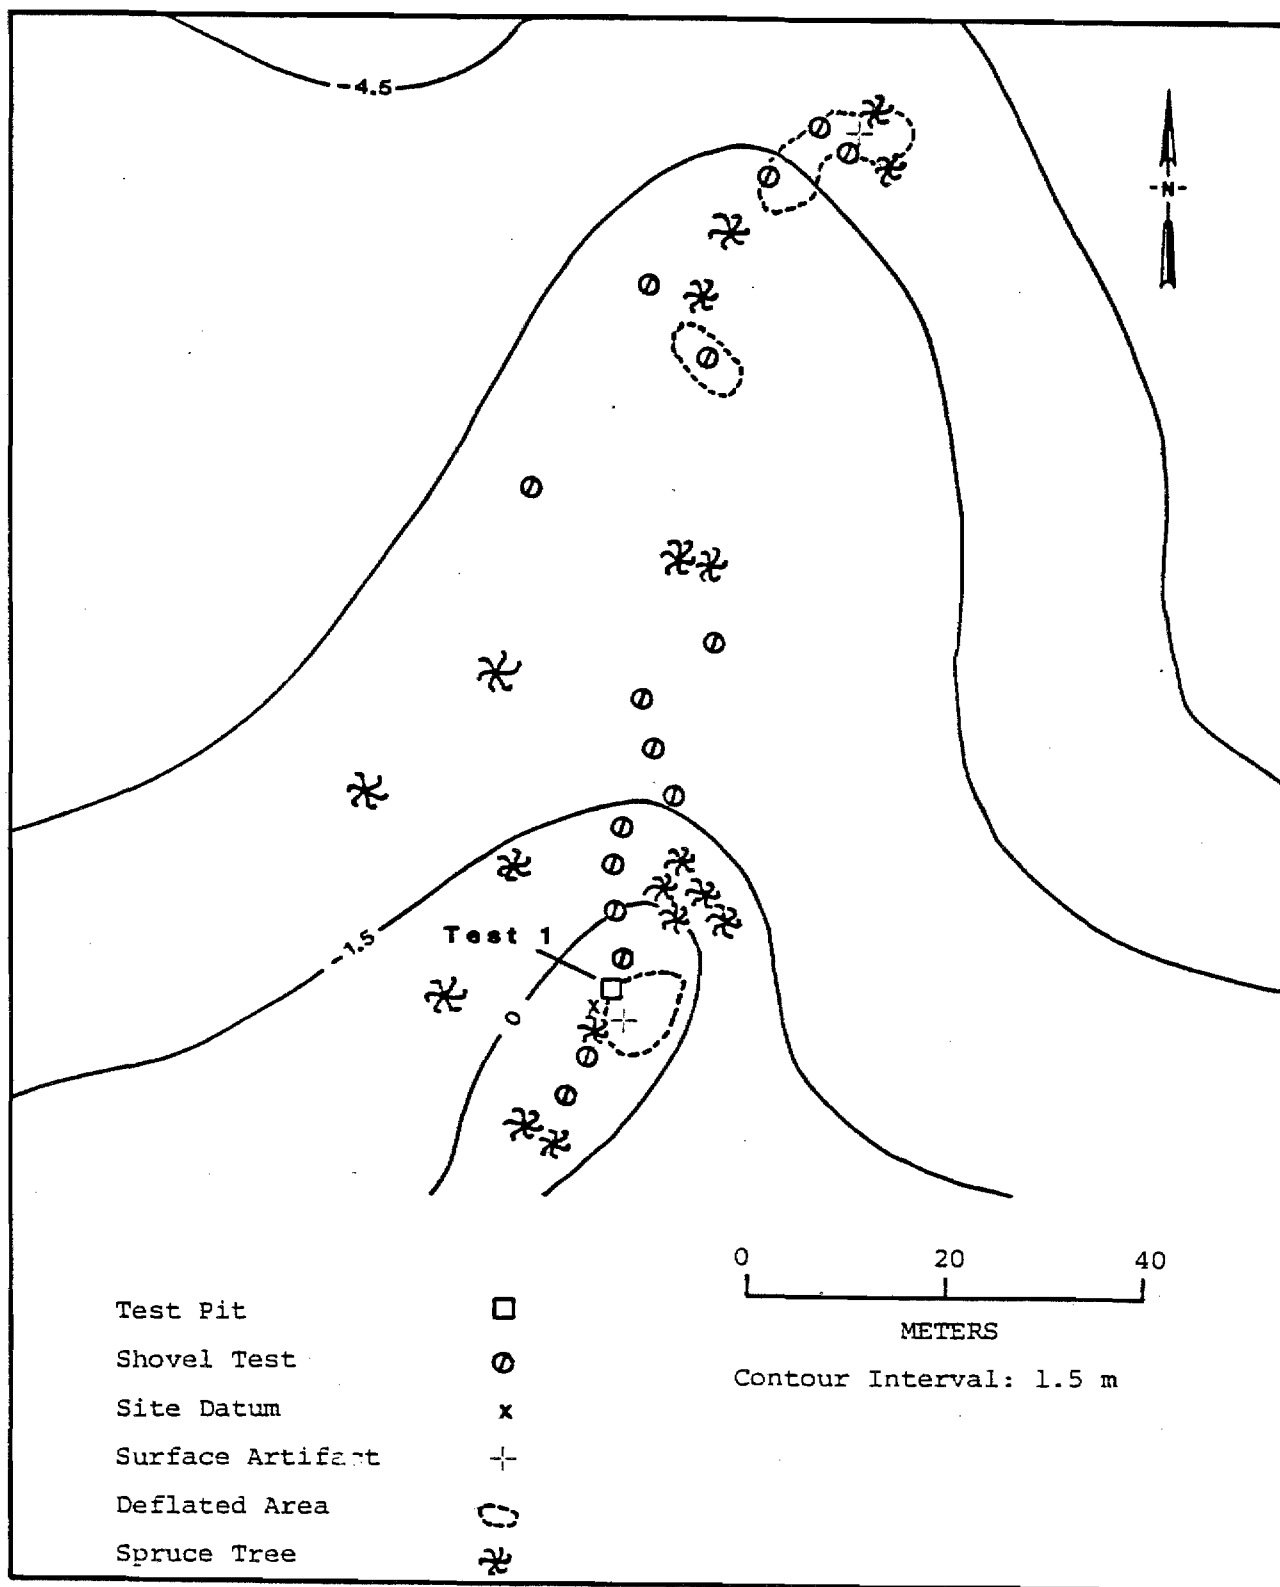 -4.5
-N-
Test 1
-1.5
0
0 20 40
METERS
Contour Interval: 1.5 m
Test Pit
Shovel Test
Site Datum x
Surface Artifact
Deflated Area
Spruce Tree
x